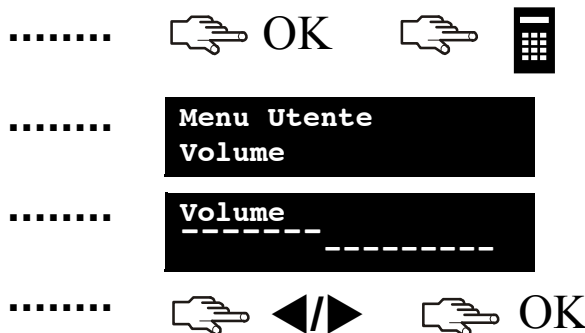 ........ OK
........ Menu Utente
Volume
........ Volume
------- ---------
........ ◀/▶ OK